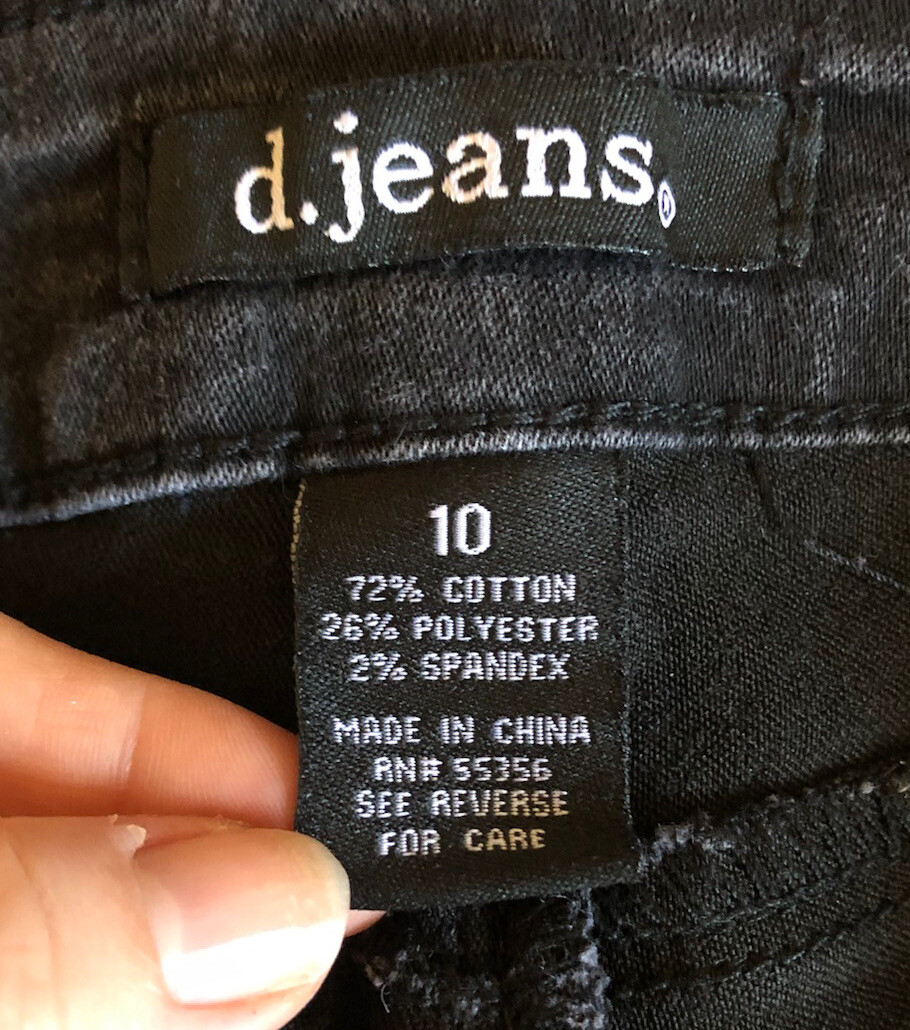 d.jeans®
10
72% COTTON
26% POLYESTER
2% SPANDEX
MADE IN CHINA
RN# 55356
SEE REVERSE
FOR CARE